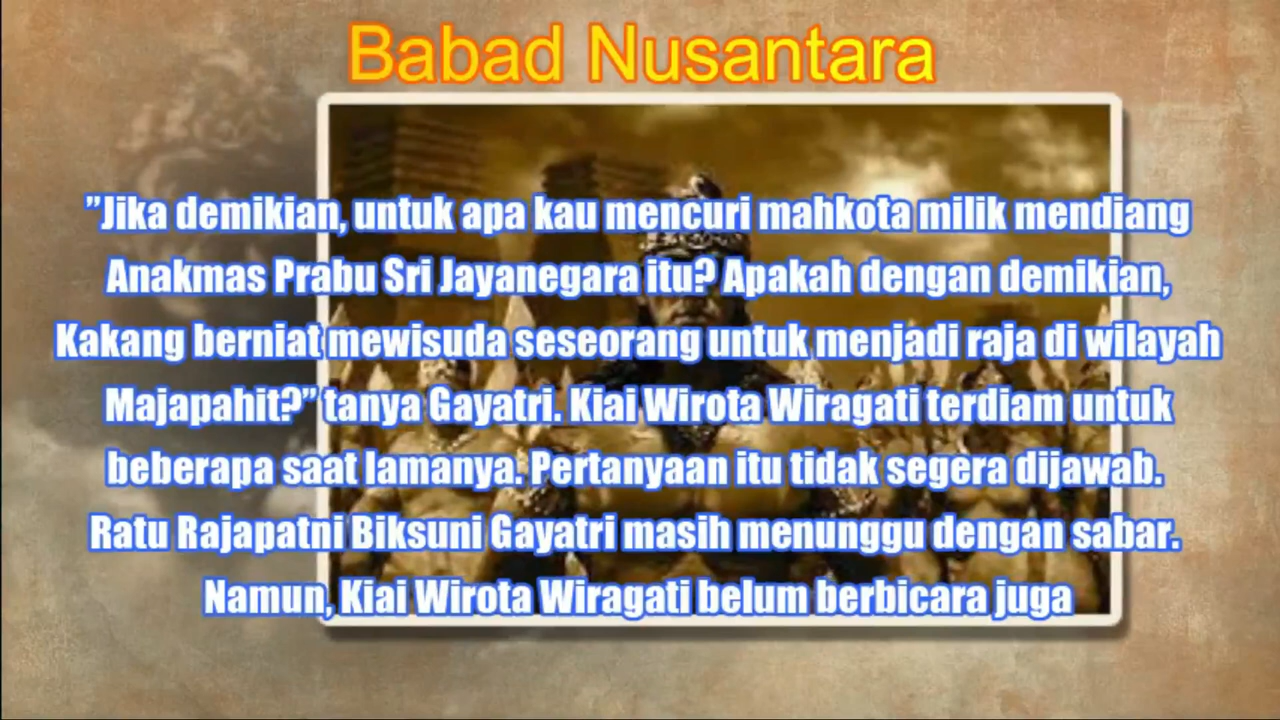 Babad Nusantara
”Jika demikian, untuk apa kau mencuri mahkota milik mendiang
Anakmas Prabu Sri Jayanegara itu? Apakah dengan demikian,
Kakang berniat mewisuda seseorang untuk menjadi raja di wilayah
Majapahit?” tanya Gayatri. Kiai Wirota Wiragati terdiam untuk
beberapa saat lamanya. Pertanyaan itu tidak segera dijawab.
Ratu Rajapatni Biksuni Gayatri masih menunggu dengan sabar.
Namun, Kiai Wirota Wiragati belum berbicara juga